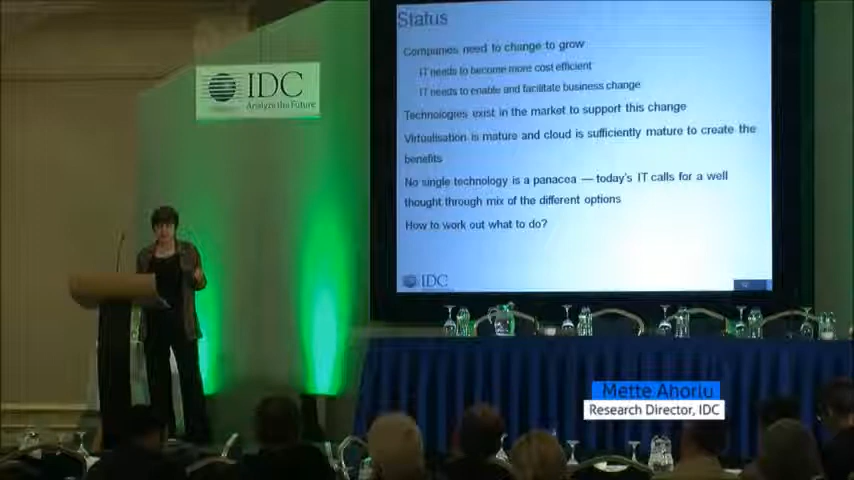 Status
Companies need to change to grow
IT needs to become more cost efficient
IT needs to enable and facilitate business change
Technologies exist in the market to support this change
Virtualisation is mature and cloud is sufficiently mature to create the
benefits
No single technology is a panacea — today's IT calls for a well
thought through mix of the different options
How to work out what to do?
IDC
IDC
Analyze the Future
Mette Ahorlu
Research Director, IDC